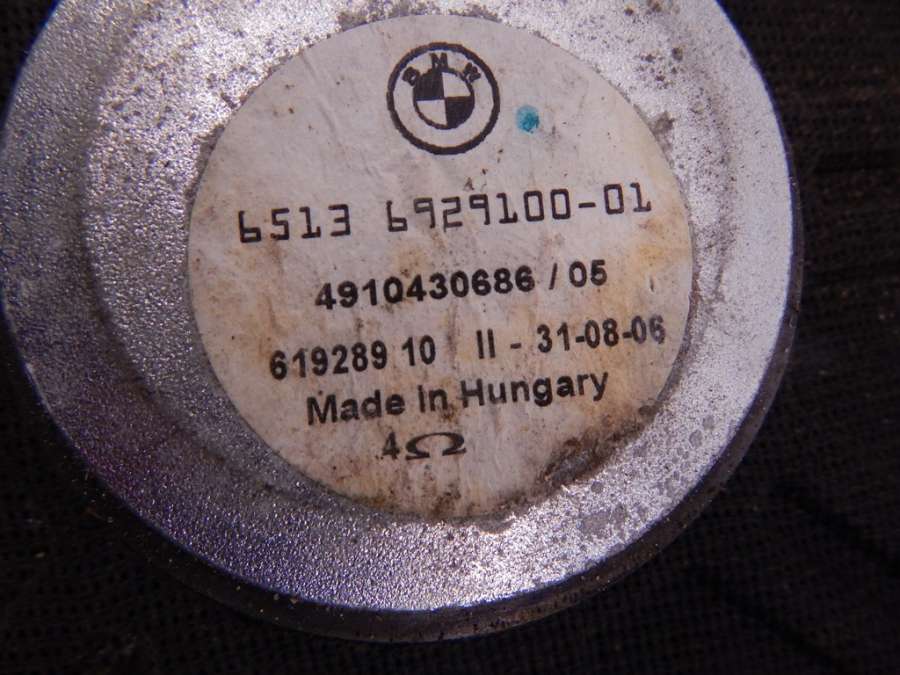 BMW
6513 6929100-01
4910430686 / 05
619289 10 II - 31-08-06
Made in Hungary
4Ω